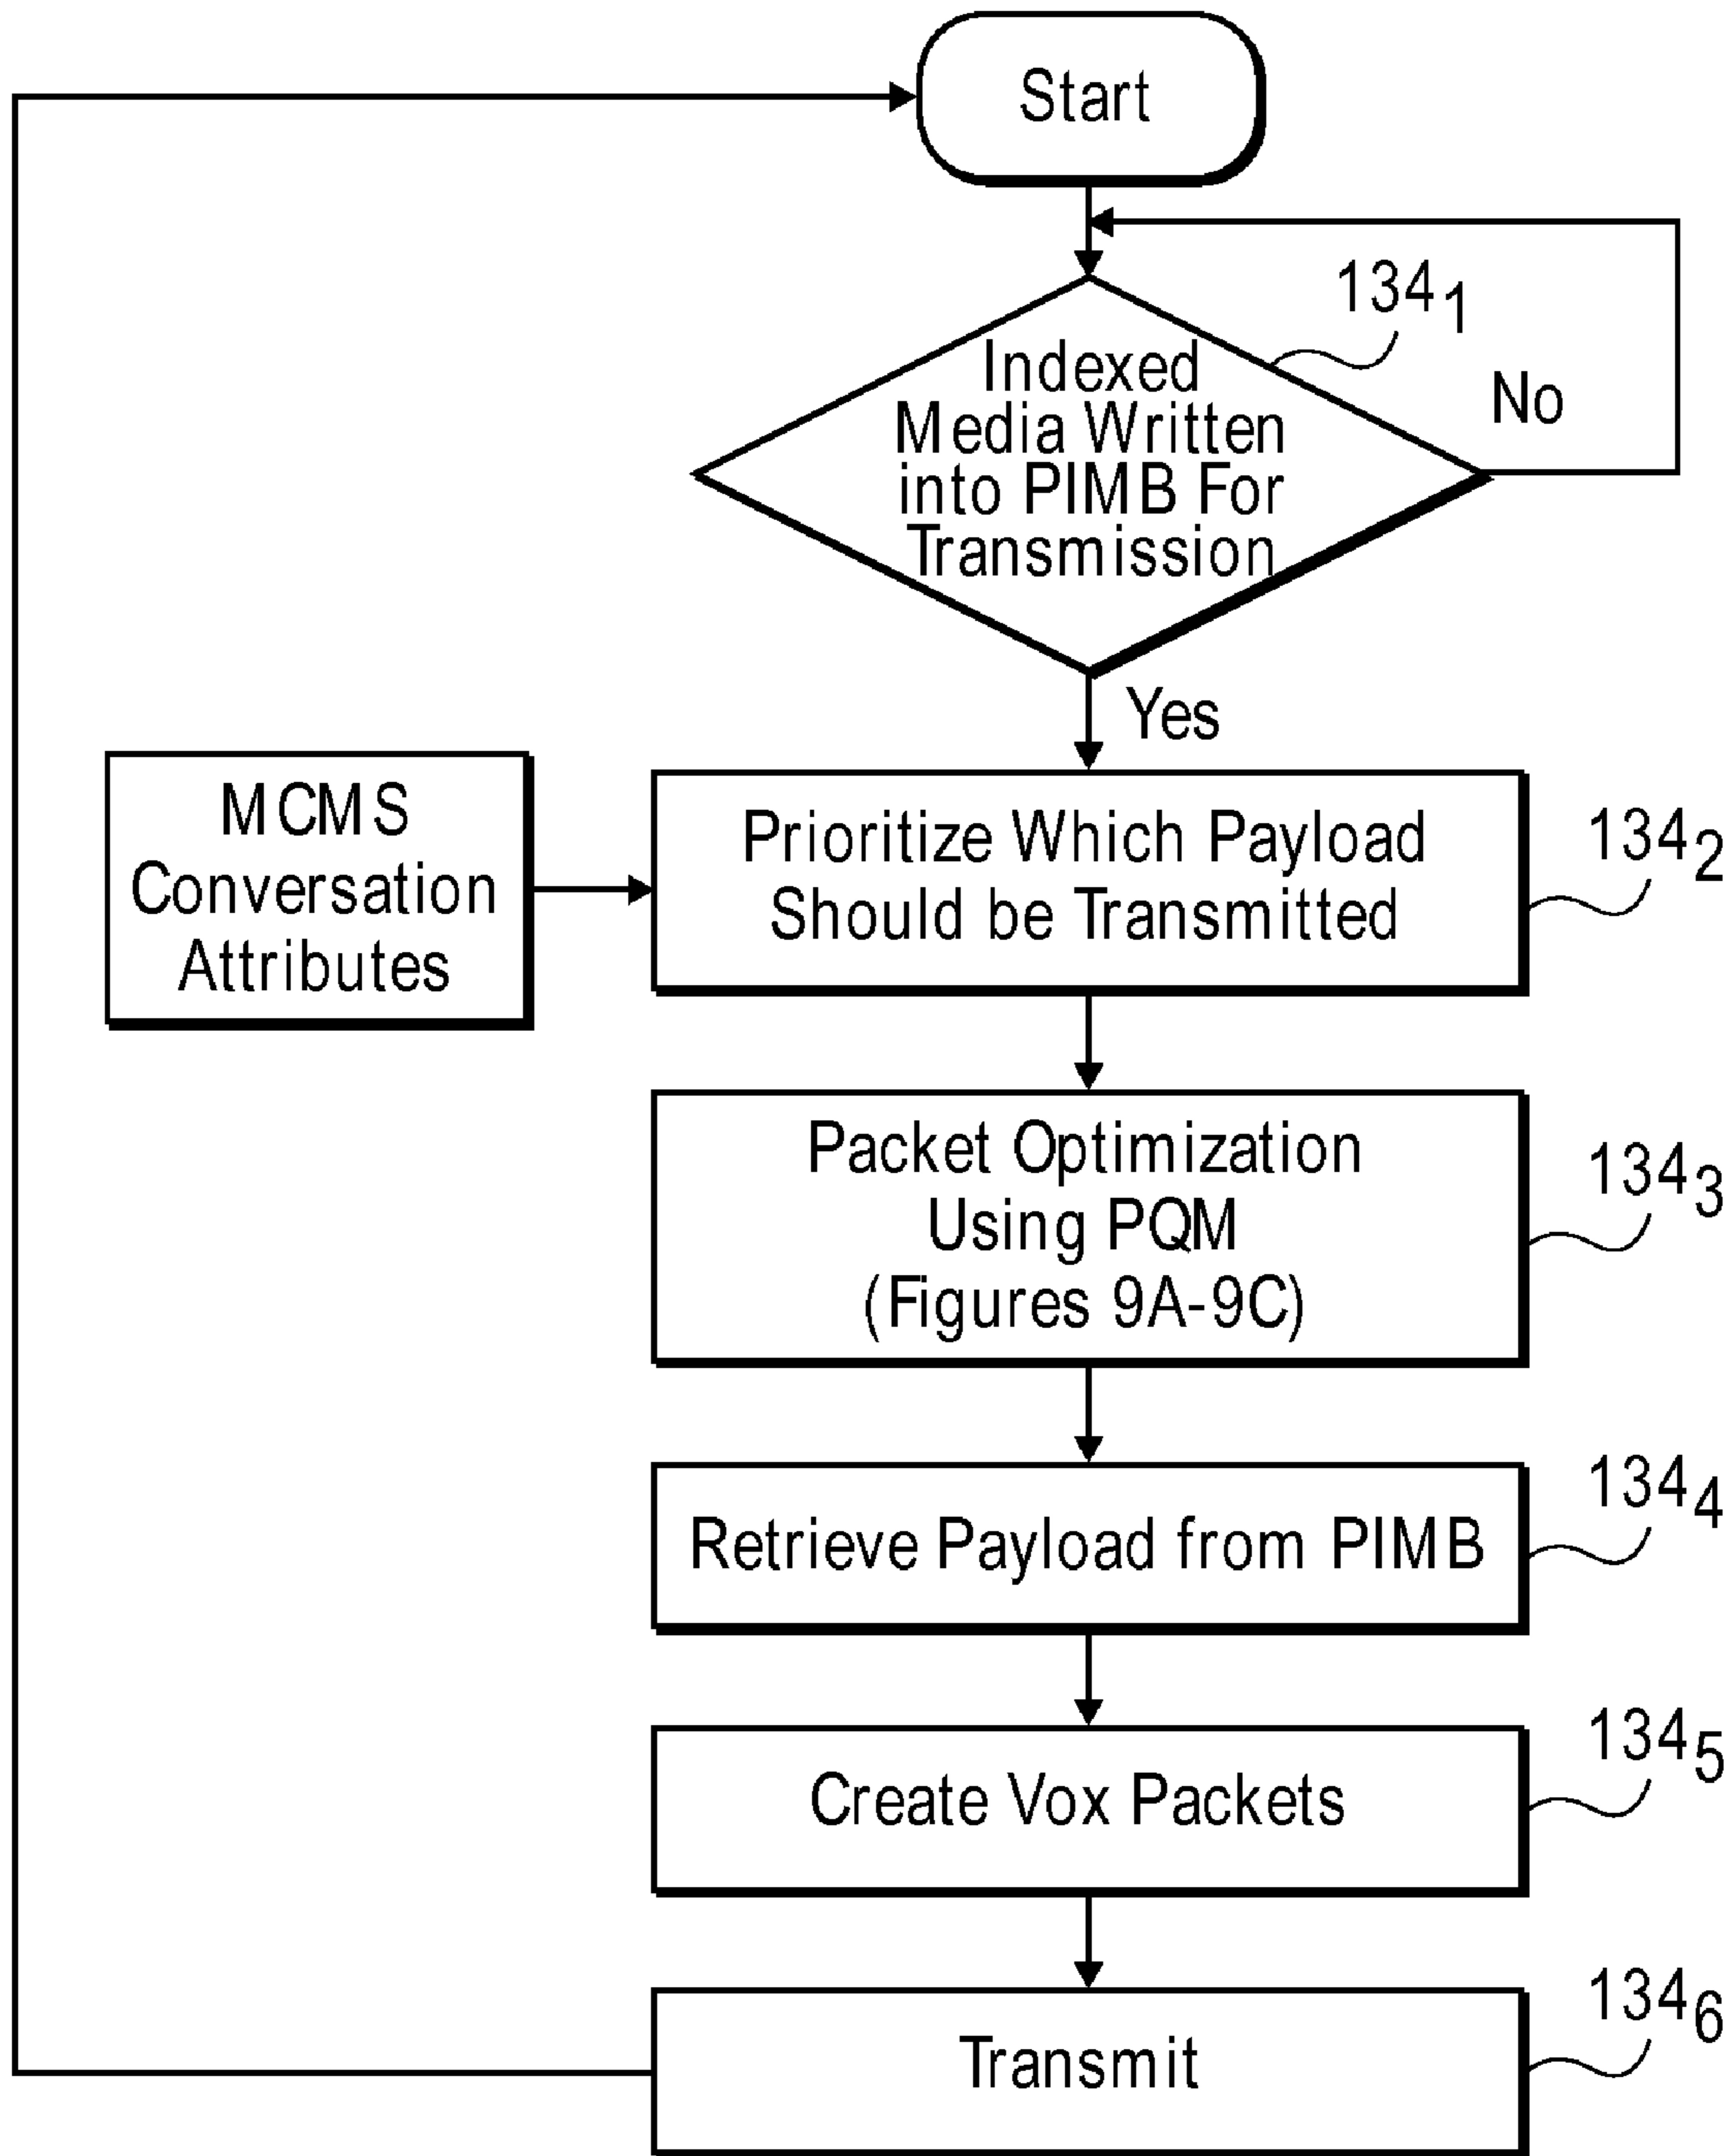 Start
134₁
Indexed
Media Written
into PIMB For
Transmission
No
Yes
MCMS
Conversation
Attributes
Prioritize Which Payload
Should be Transmitted
134₂
Packet Optimization
Using PQM
(Figures 9A-9C)
134₃
Retrieve Payload from PIMB
134₄
Create Vox Packets
134₅
Transmit
134₆